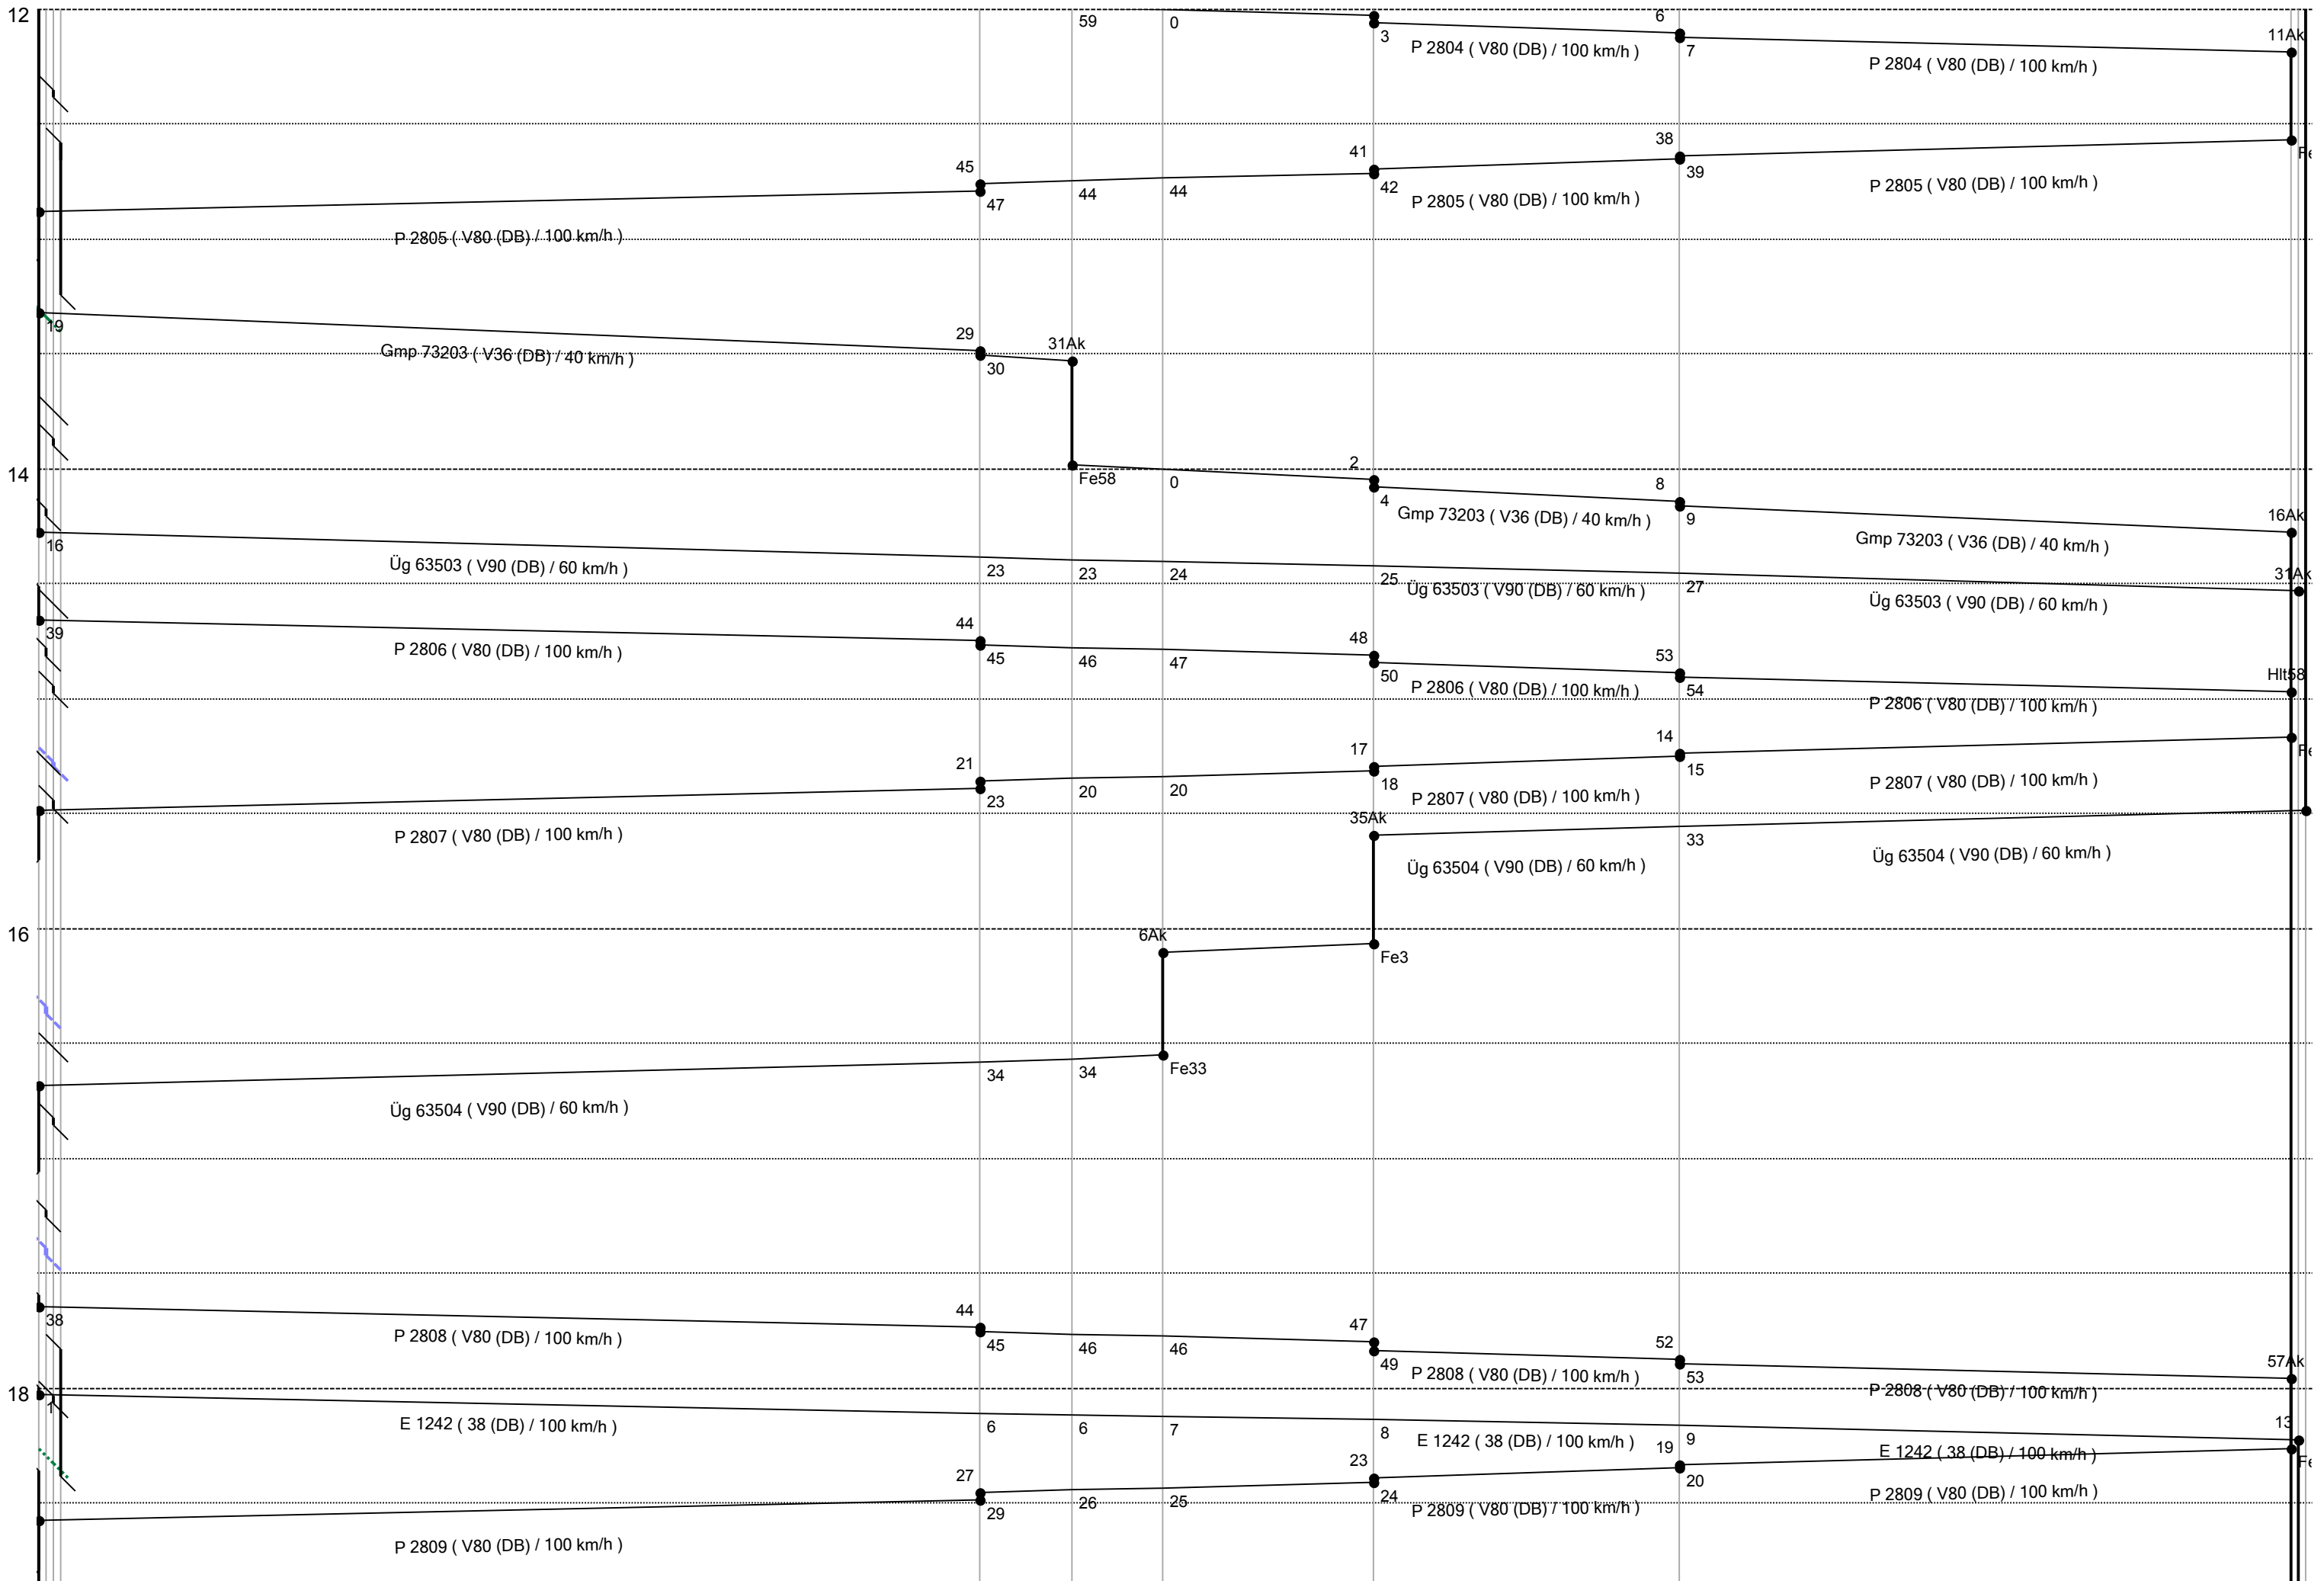 12
59
0
3
P 2804 ( V80 (DB) / 100 km/h )
6
7
P 2804 ( V80 (DB) / 100 km/h )
11Ak
45
47
44
44
41
42
38
39
P 2805 ( V80 (DB) / 100 km/h )
P 2805 ( V80 (DB) / 100 km/h )
P 2805 ( V80 (DB) / 100 km/h )
Fe
19
Gmp 73203 ( V36 (DB) / 40 km/h )
29
30
31Ak
14
Fe58
0
2
4
Gmp 73203 ( V36 (DB) / 40 km/h )
8
9
Gmp 73203 ( V36 (DB) / 40 km/h )
16Ak
16
Üg 63503 ( V90 (DB) / 60 km/h )
23
23
24
25
Üg 63503 ( V90 (DB) / 60 km/h )
27
Üg 63503 ( V90 (DB) / 60 km/h )
31Ak
39
P 2806 ( V80 (DB) / 100 km/h )
44
45
46
47
48
50
P 2806 ( V80 (DB) / 100 km/h )
53
54
P 2806 ( V80 (DB) / 100 km/h )
Hlt58
P 2807 ( V80 (DB) / 100 km/h )
21
23
20
20
17
18
P 2807 ( V80 (DB) / 100 km/h )
14
15
P 2807 ( V80 (DB) / 100 km/h )
Fe
35Ak
Üg 63504 ( V90 (DB) / 60 km/h )
33
Üg 63504 ( V90 (DB) / 60 km/h )
16
6Ak
Fe3
Üg 63504 ( V90 (DB) / 60 km/h )
34
34
Fe33
38
P 2808 ( V80 (DB) / 100 km/h )
44
45
46
46
47
49
P 2808 ( V80 (DB) / 100 km/h )
52
53
P 2808 ( V80 (DB) / 100 km/h )
57Ak
18
1
E 1242 ( 38 (DB) / 100 km/h )
6
6
7
8
E 1242 ( 38 (DB) / 100 km/h )
9
E 1242 ( 38 (DB) / 100 km/h )
13
P 2809 ( V80 (DB) / 100 km/h )
27
29
26
25
23
24
P 2809 ( V80 (DB) / 100 km/h )
19
20
P 2809 ( V80 (DB) / 100 km/h )
Fe